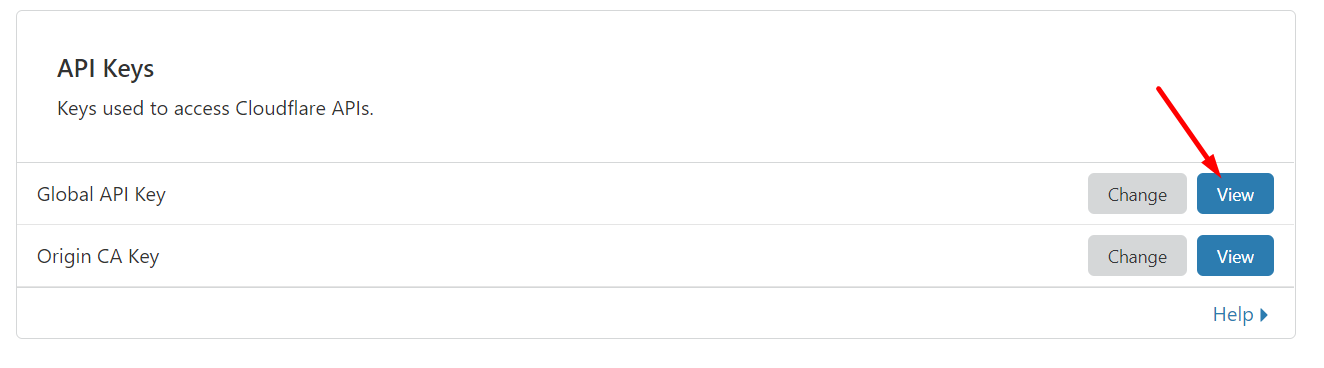 API Keys
Keys used to access Cloudflare APIs.
Global API Key Change View
Origin CA Key Change View
Help